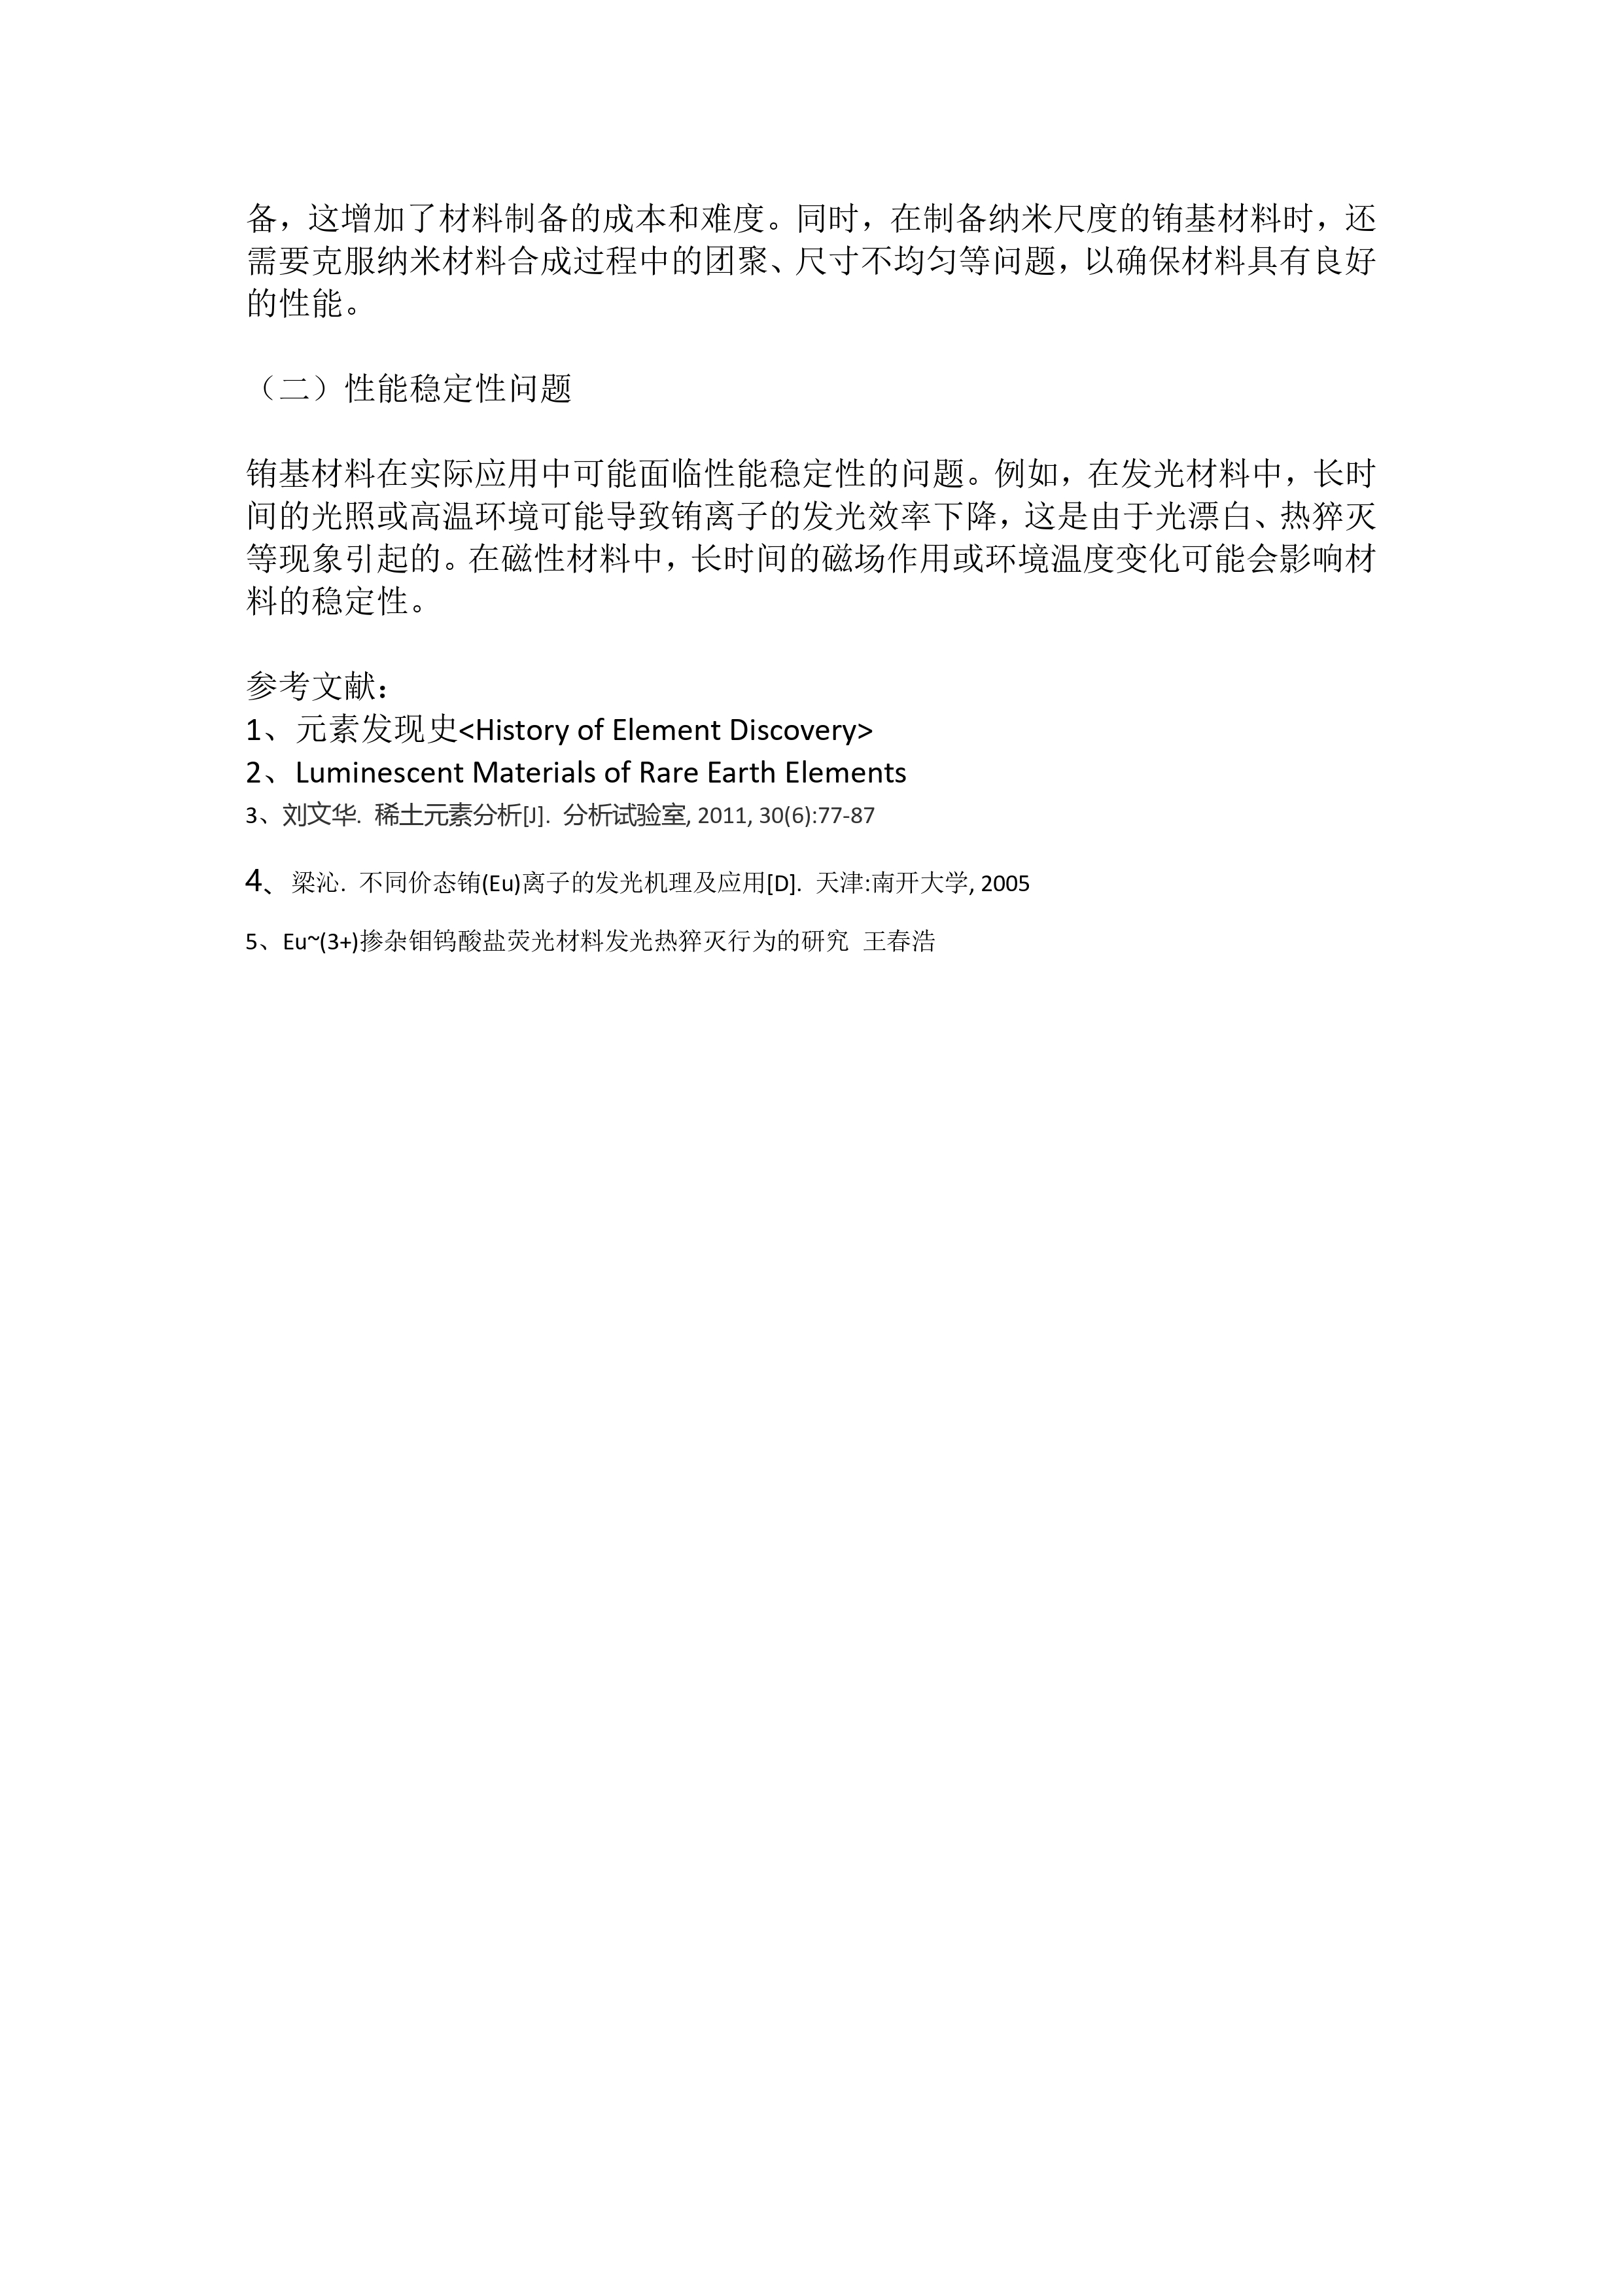 备，这增加了材料制备的成本和难度。同时，在制备纳米尺度的铕基材料时，还
需要克服纳米材料合成过程中的团聚、尺寸不均匀等问题，以确保材料具有良好
的性能。
（二）性能稳定性问题
铕基材料在实际应用中可能面临性能稳定性的问题。例如，在发光材料中，长时
间的光照或高温环境可能导致铕离子的发光效率下降，这是由于光漂白、热猝灭
等现象引起的。在磁性材料中，长时间的磁场作用或环境温度变化可能会影响材
料的稳定性。
参考文献：
1、元素发现史<History of Element Discovery>
2、Luminescent Materials of Rare Earth Elements
3、刘文华. 稀土元素分析[J]. 分析试验室, 2011, 30(6):77-87
4、梁沁. 不同价态铕(Eu)离子的发光机理及应用[D]. 天津:南开大学, 2005
5、Eu~(3+)掺杂钼钨酸盐荧光材料发光热猝灭行为的研究 王春浩